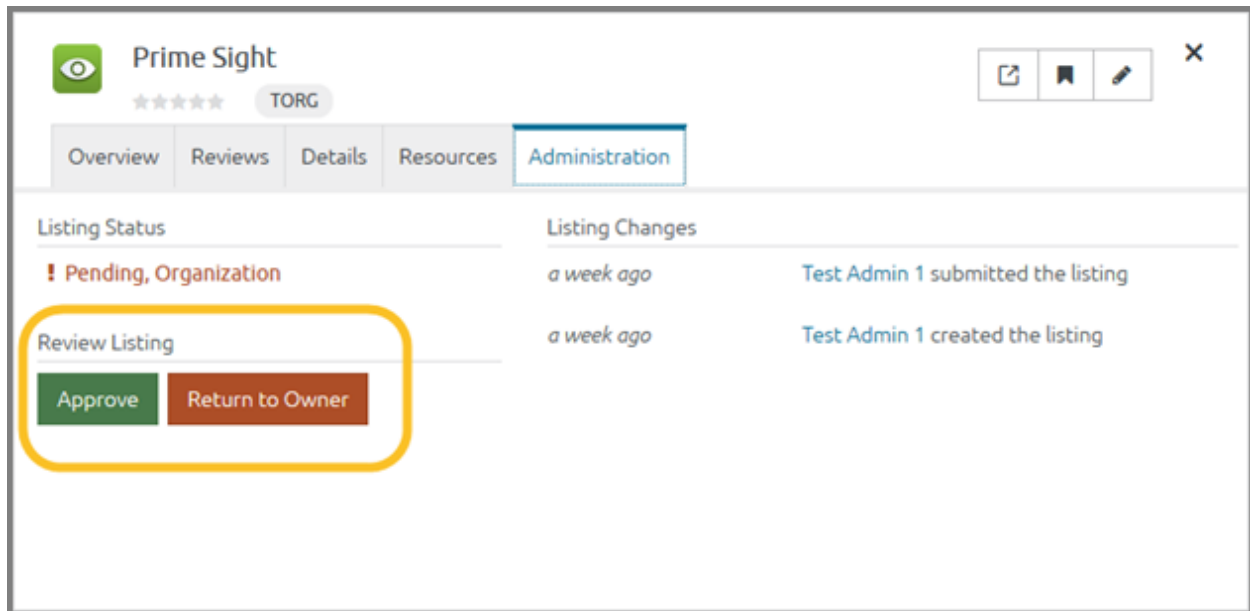 Prime Sight
TORG
Overview
Reviews
Details
Resources
Administration
Listing Status
! Pending, Organization
Review Listing
Approve
Return to Owner
Listing Changes
a week ago
Test Admin 1 submitted the listing
a week ago
Test Admin 1 created the listing